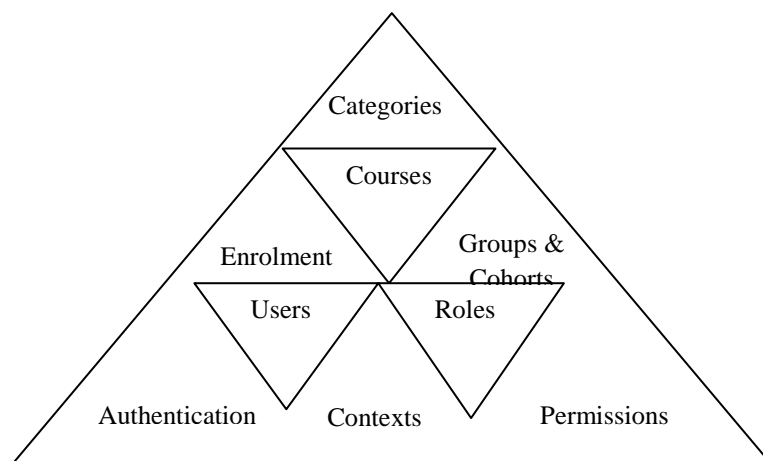 Categories
Courses
Enrolment
Groups &
Cohorts
Users
Roles
Authentication
Contexts
Permissions